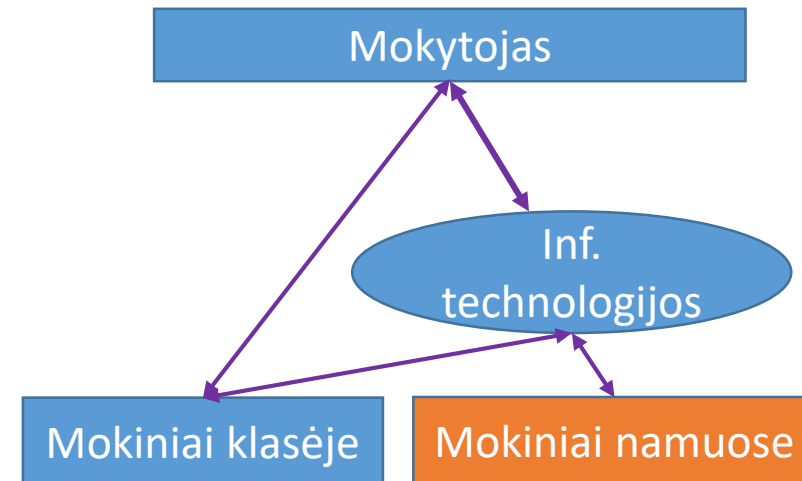 Mokytojas
Inf.
technologijos
Mokiniai klasėje
Mokiniai namuose